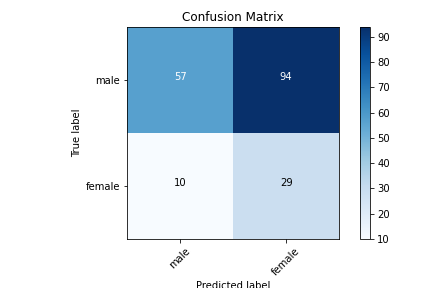 Confusion Matrix
True label
male
female
57
94
10
29
male
female
Predicted label
90
80
70
60
50
40
30
20
10